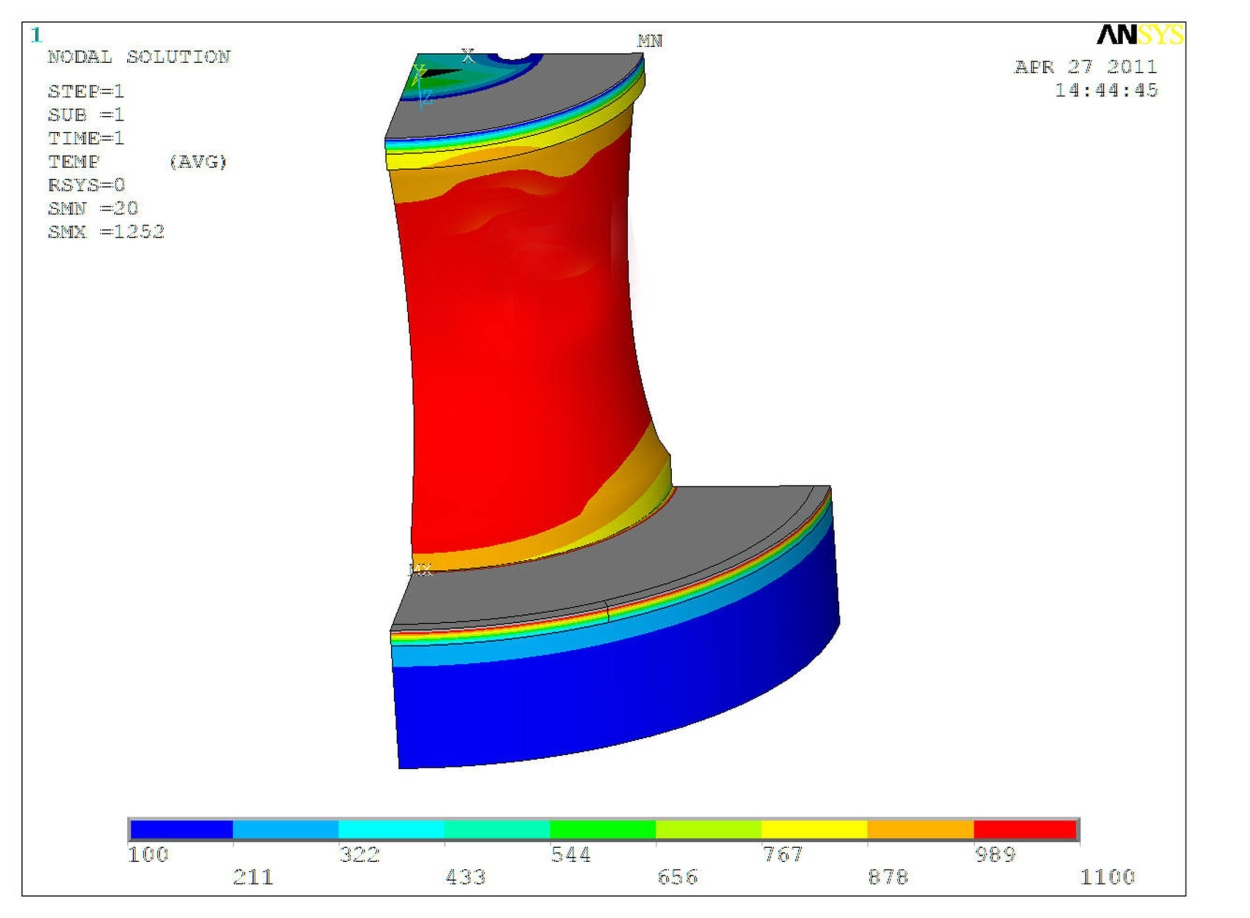 1
ANSYS
NODAL SOLUTION
APR 27 2011
14:44:45
STEP=1
SUB =1
TIME=1
TEMP (AVG)
RSYS=0
SMN =20
SMX =1252
MN
X
Y
Z
MX
100 322 544 767 989
211 433 656 878 1100